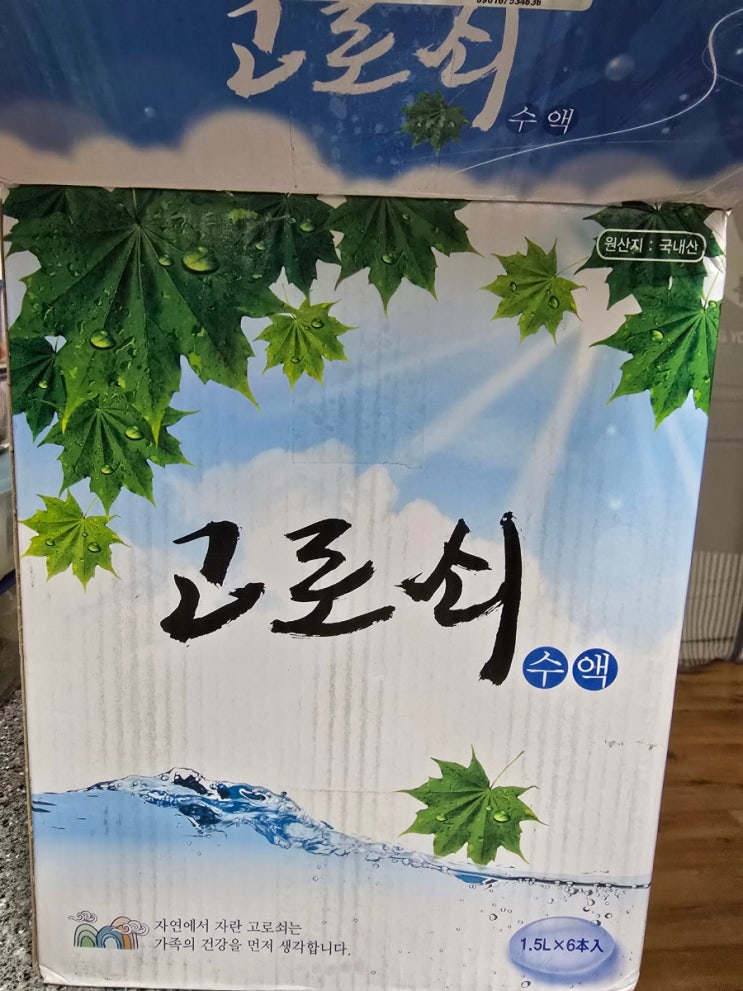 고로쇠
수액
원산지 : 국내산
고로쇠
수액
자연에서 자란 고로쇠는
가족의 건강을 먼저 생각합니다.
1.5L×6本入